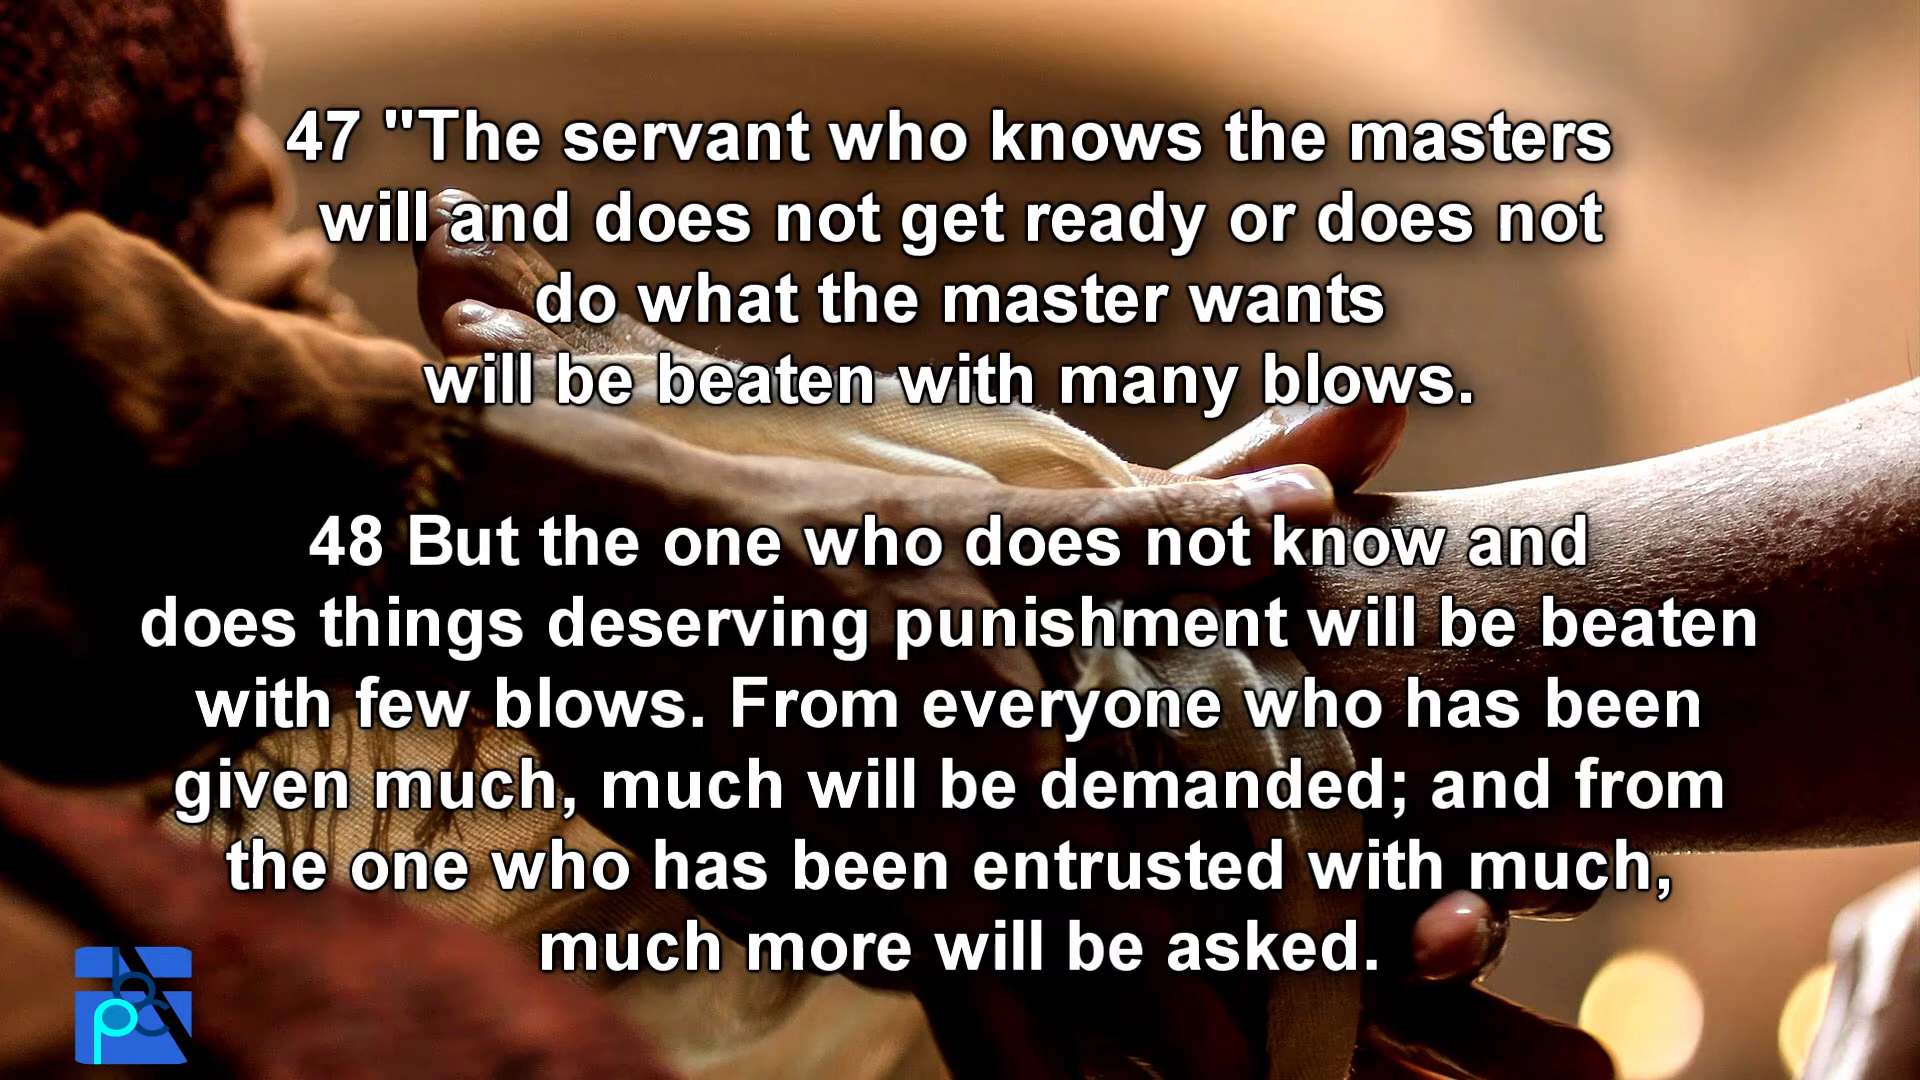 47 "The servant who knows the masters
will and does not get ready or does not
do what the master wants
will be beaten with many blows.
48 But the one who does not know and
does things deserving punishment will be beaten
with few blows. From everyone who has been
given much, much will be demanded; and from
the one who has been entrusted with much,
much more will be asked.
pbc